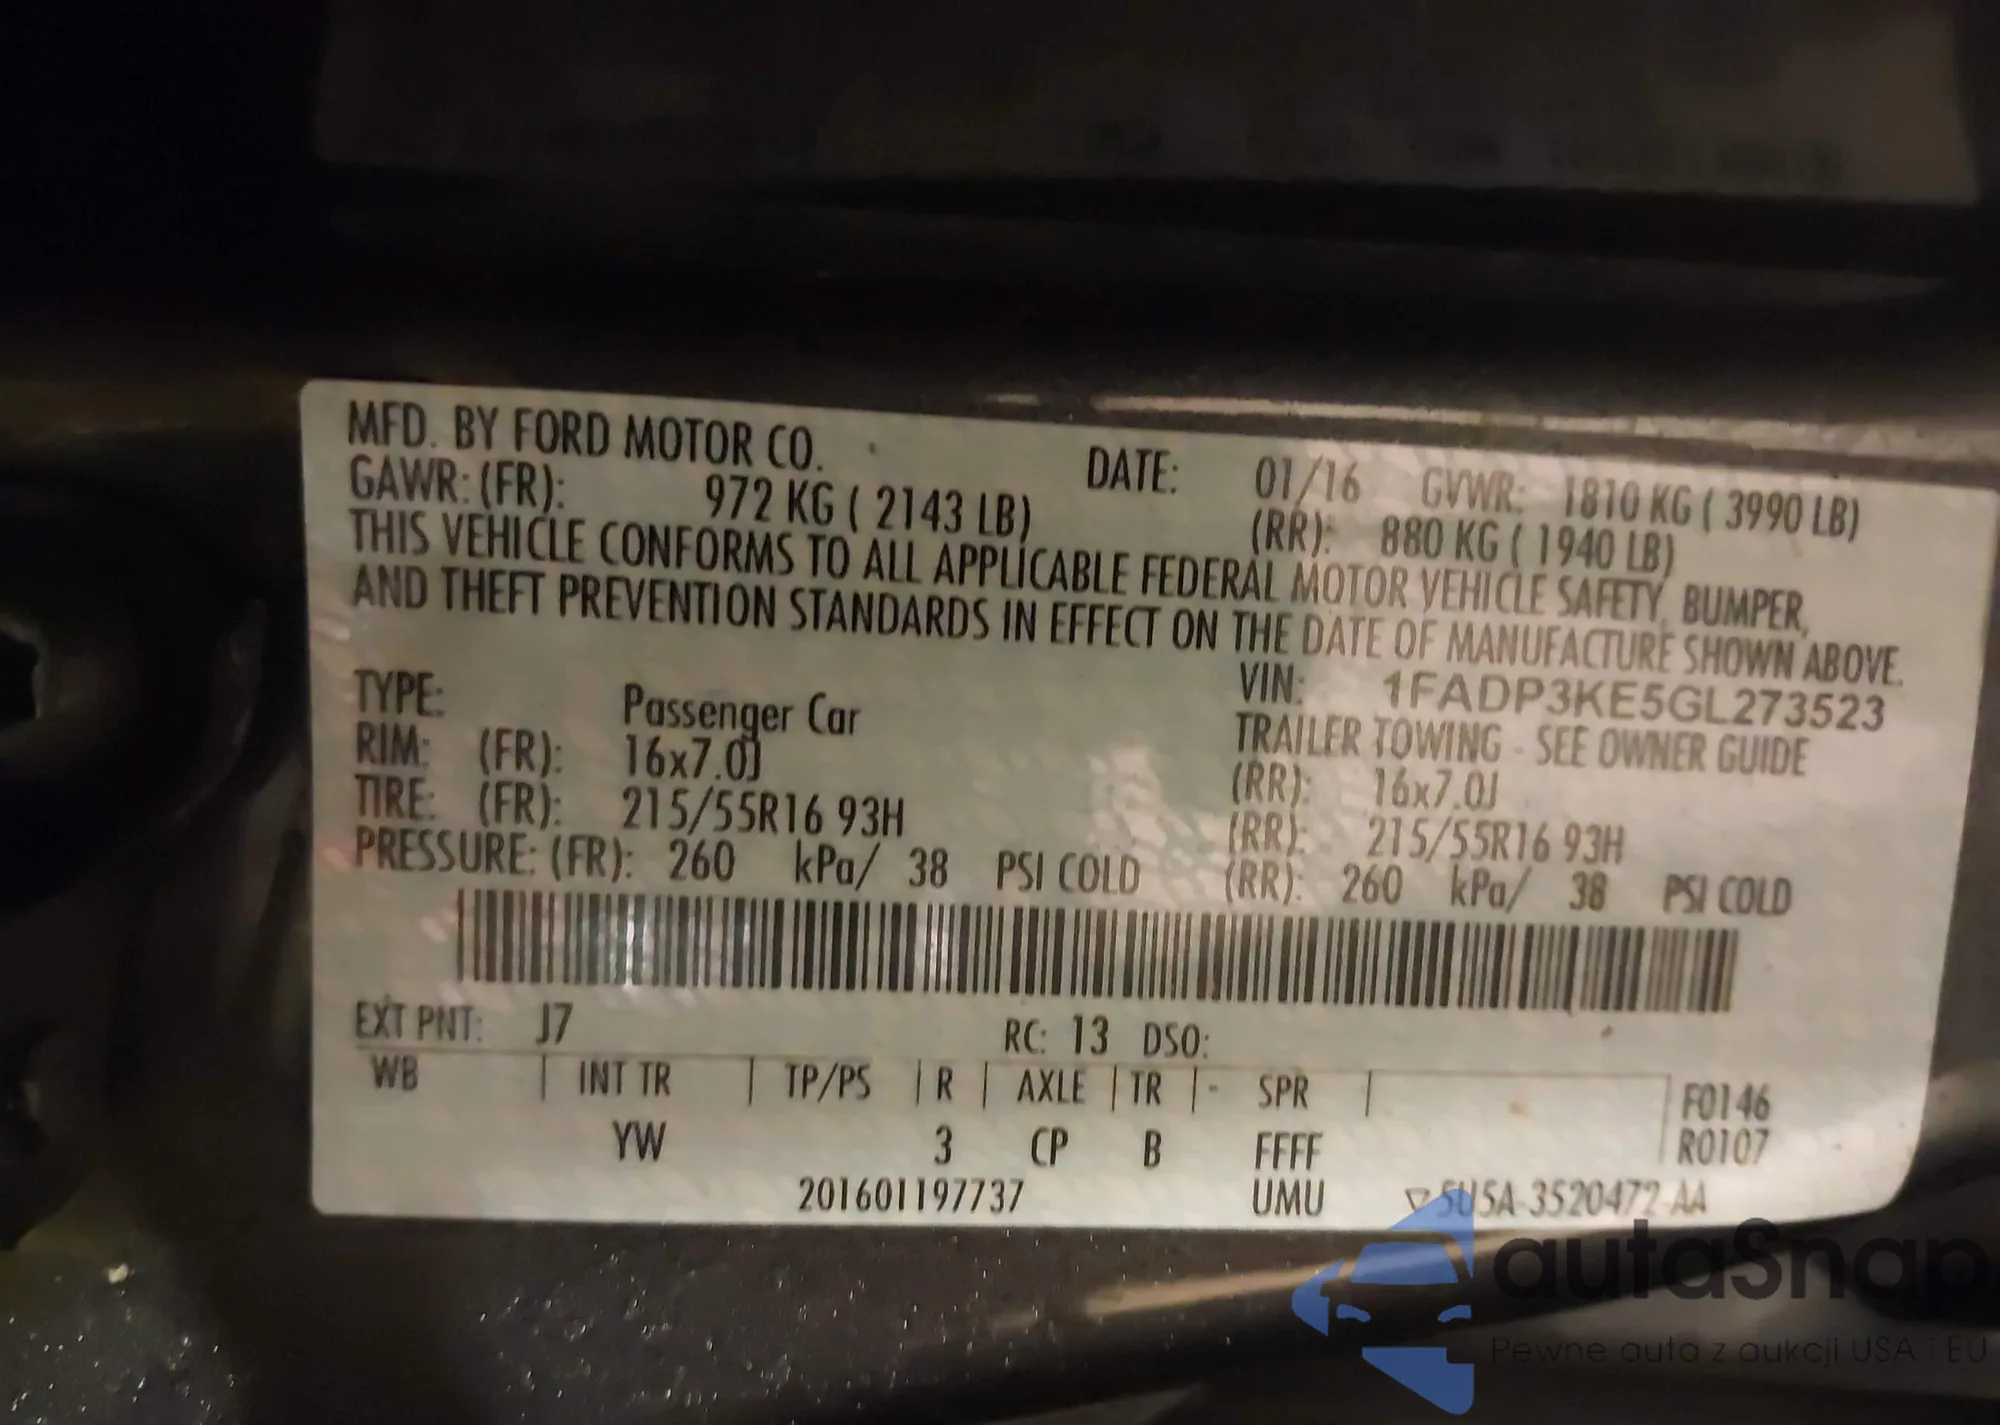 MFD. BY FORD MOTOR CO. DATE: 01/16 GVWR: 1810 KG ( 3990 LB)
GAWR: (FR): 972 KG ( 2143 LB) (RR): 880 KG ( 1940 LB)
THIS VEHICLE CONFORMS TO ALL APPLICABLE FEDERAL MOTOR VEHICLE SAFETY, BUMPER,
AND THEFT PREVENTION STANDARDS IN EFFECT ON THE DATE OF MANUFACTURE SHOWN ABOVE.
VIN: 1FADP3KE5GL273523
TYPE: Passenger Car TRAILER TOWING - SEE OWNER GUIDE
RIM: (FR): 16x7.0J (RR): 16x7.0J
TIRE: (FR): 215/55R16 93H (RR): 215/55R16 93H
PRESSURE: (FR): 260 kPa/ 38 PSI COLD (RR): 260 kPa/ 38 PSI COLD
EXT PNT: J7 RC: 13 DSO:
WB | INT TR | TP/PS | R | AXLE | TR | - SPR | F0146
YW 3 CP B FFFF R0107
201601197737 UMU ▽ 5U5A-3520472-AA
autaSnap
Pewne auta z aukcji USA i EU